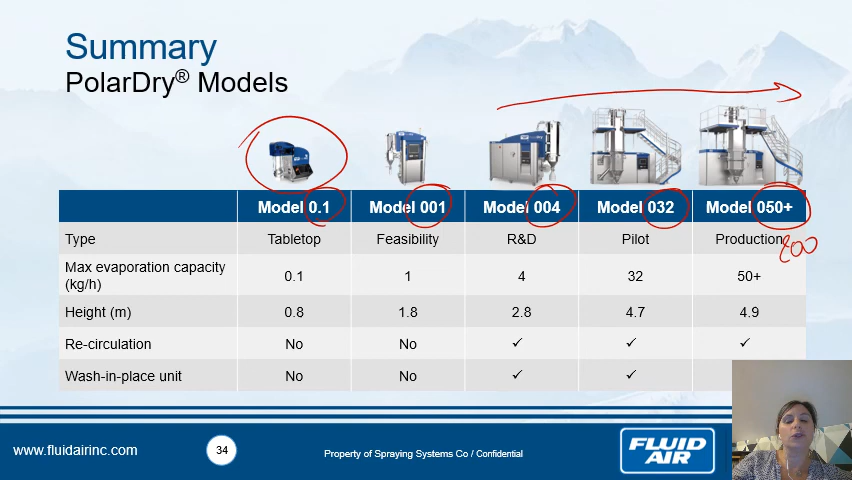 Summary
PolarDry® Models
Model 0.1 Model 001 Model 004 Model 032 Model 050+
Type Tabletop Feasibility R&D Pilot Production
200
Max evaporation capacity (kg/h) 0.1 1 4 32 50+
Height (m) 0.8 1.8 2.8 4.7 4.9
Re-circulation No No ✓ ✓ ✓
Wash-in-place unit No No ✓ ✓
www.fluidairinc.com 34 Property of Spraying Systems Co / Confidential
FLUID
AIR